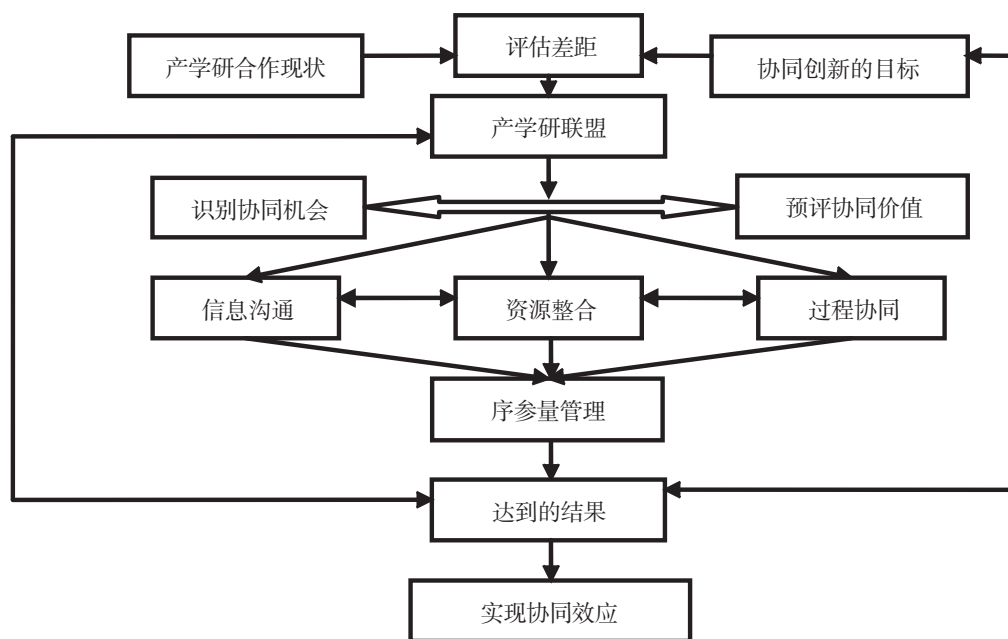 评估差距
产学研合作现状
协同创新的目标
产学研联盟
识别协同机会
预评协同价值
信息沟通
资源整合
过程协同
序参量管理
达到的结果
实现协同效应